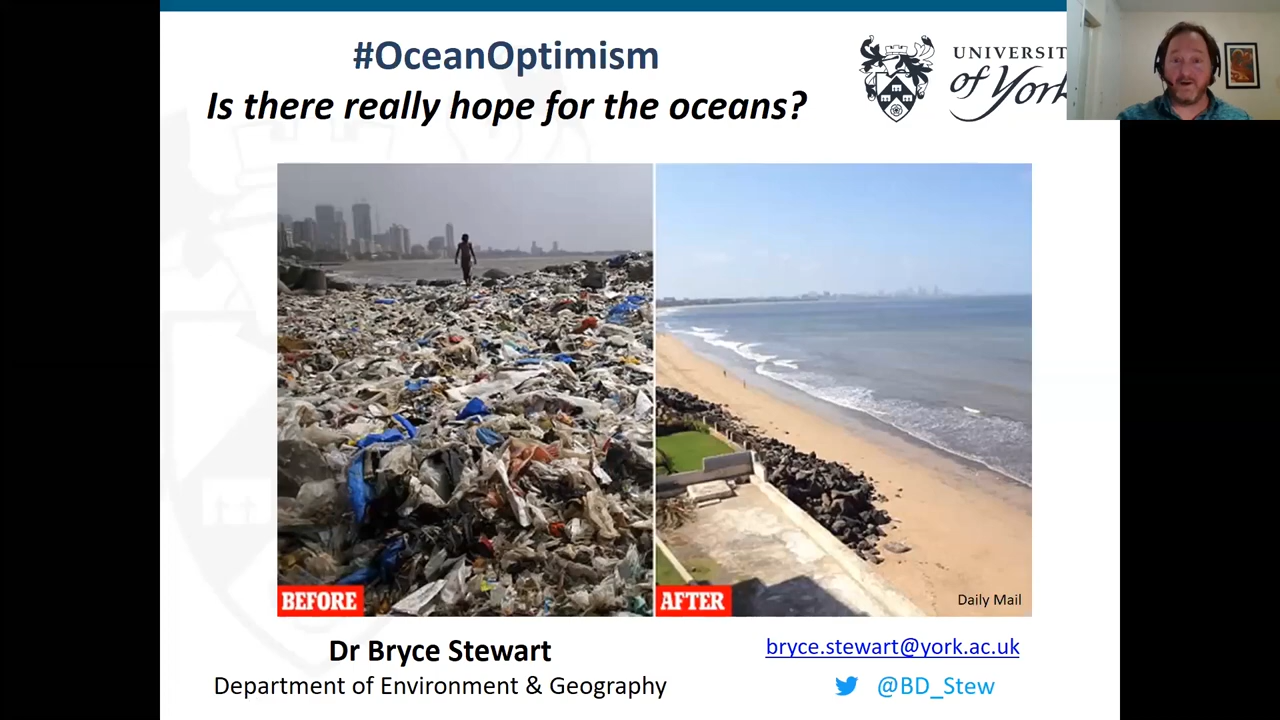 #OceanOptimism
Is there really hope for the oceans?
UNIVERSIT
of York
BEFORE
AFTER
Daily Mail
Dr Bryce Stewart
Department of Environment & Geography
bryce.stewart@york.ac.uk
@BD_Stew